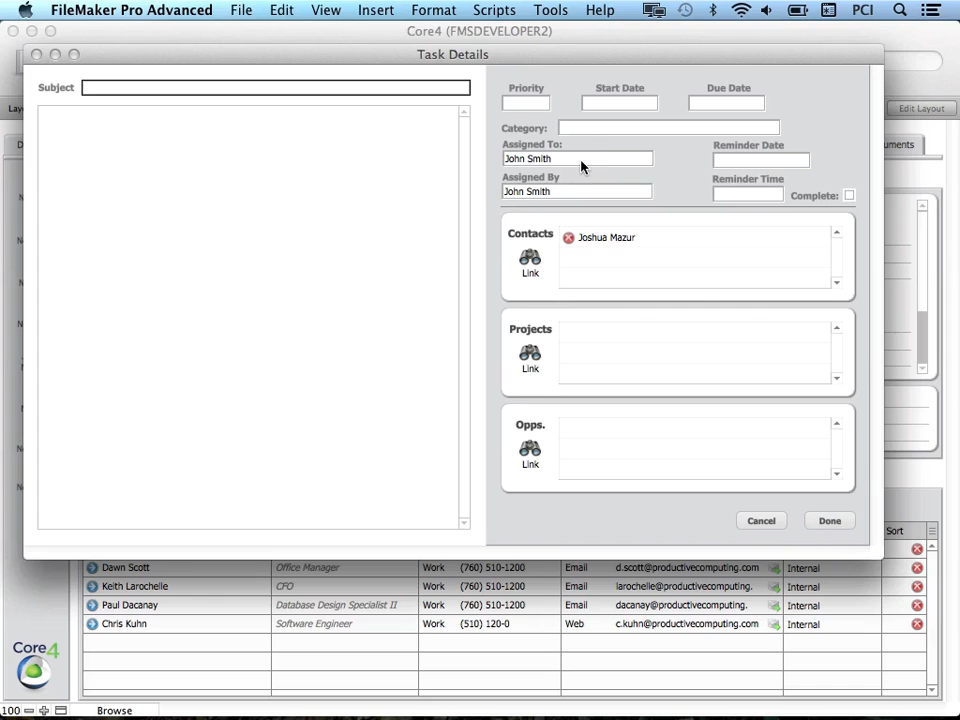 FileMaker Pro Advanced File Edit View Insert Format Scripts Tools Help PCI
Core4 (FMSDEVELOPER2)
Task Details
Edit Layout
Subject
Priority Start Date Due Date
Category:
Assigned To: Reminder Date
John Smith
Assigned By Reminder Time
John Smith Complete:
Contacts Joshua Mazur
Link
Projects
Link
Opps.
Link
Cancel Done
Sort
Dawn Scott Office Manager Work (760) 510-1200 Email d.scott@productivecomputing.com Internal
Keith Larochelle CFO Work (760) 510-1200 Email larochelle@productivecomputing. Internal
Paul Dacanay Database Design Specialist II Work (760) 510-1200 Email dacanay@productivecomputing. Internal
Chris Kuhn Software Engineer Work (510) 120-0 Web c.kuhn@productivecomputing.com Internal
Core4
100 Browse